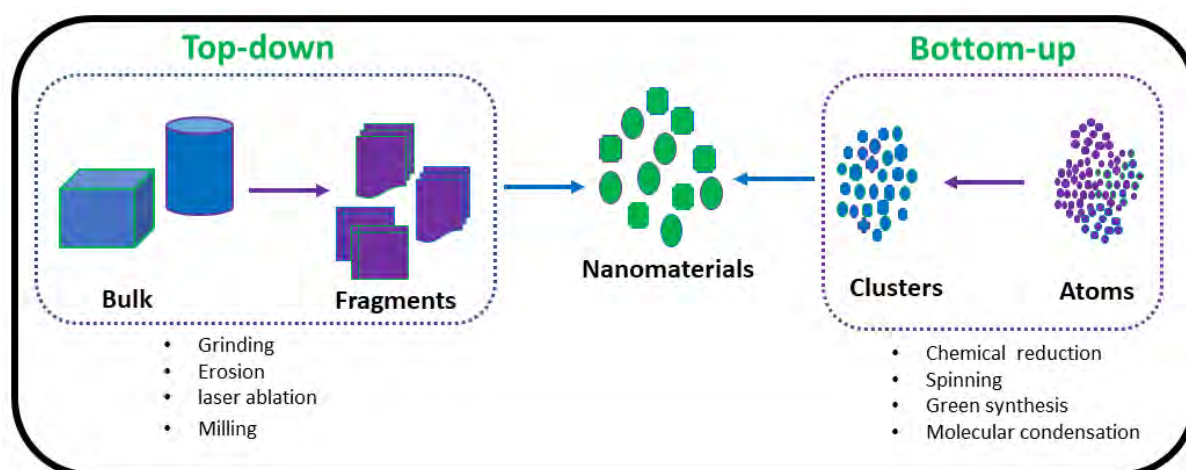 Top-down
Bottom-up
Bulk
Fragments
Nanomaterials
Clusters
Atoms
• Grinding
• Erosion
• laser ablation
• Milling
• Chemical reduction
• Spinning
• Green synthesis
• Molecular condensation